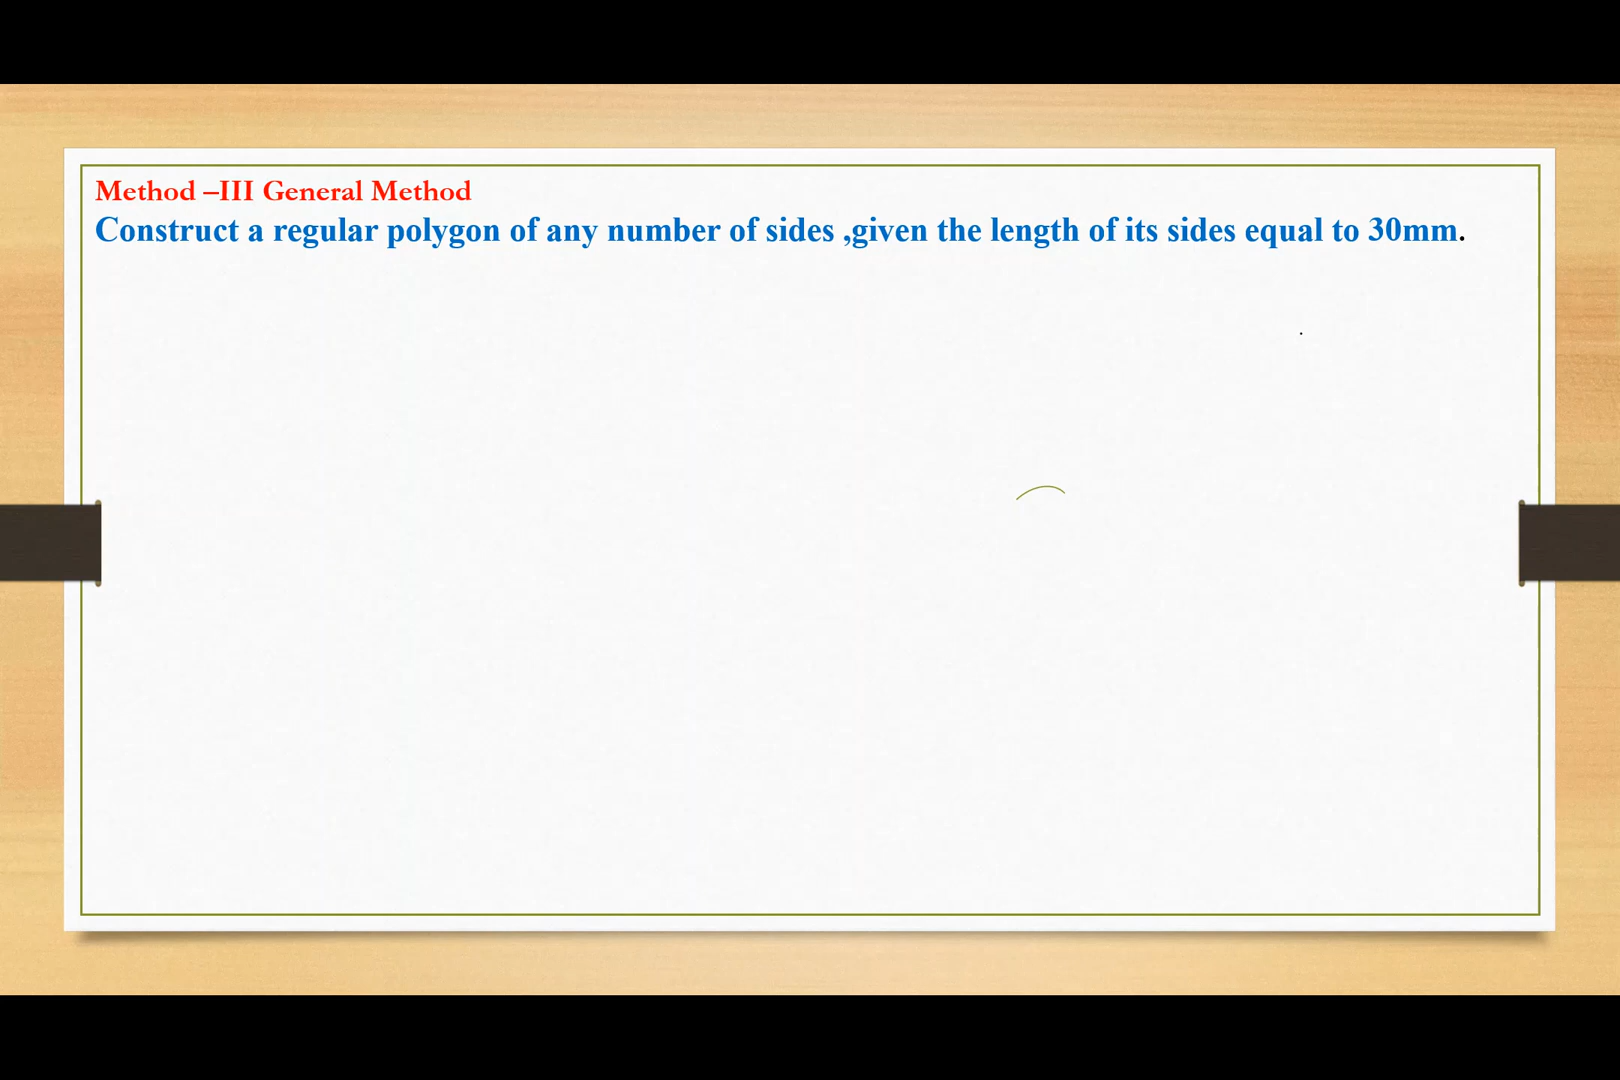 Method –III General Method
Construct a regular polygon of any number of sides ,given the length of its sides equal to 30mm.